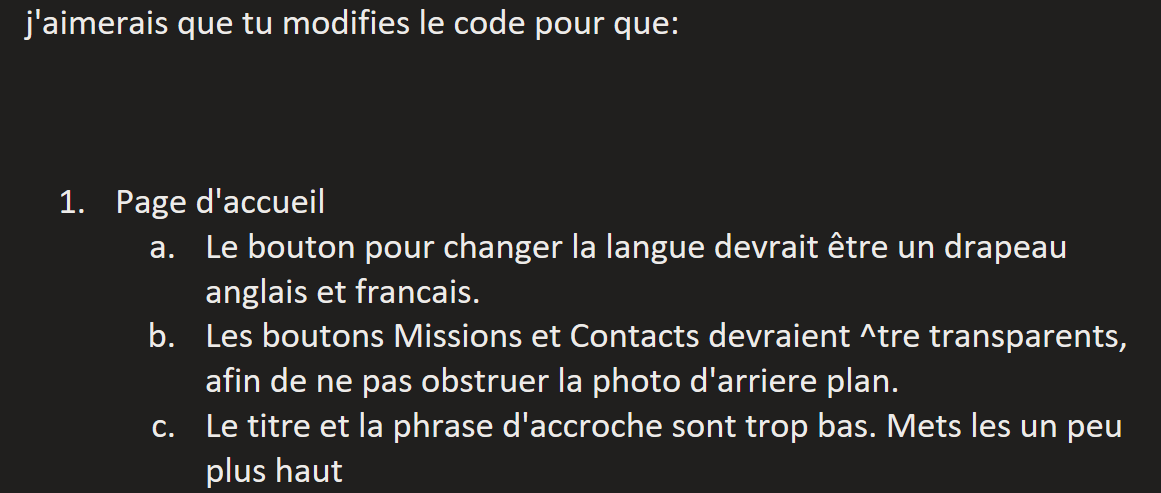 j'aimerais que tu modifies le code pour que:
1. Page d'accueil
a. Le bouton pour changer la langue devrait être un drapeau
anglais et francais.
b. Les boutons Missions et Contacts devraient ^tre transparents,
afin de ne pas obstruer la photo d'arriere plan.
c. Le titre et la phrase d'accroche sont trop bas. Mets les un peu
plus haut